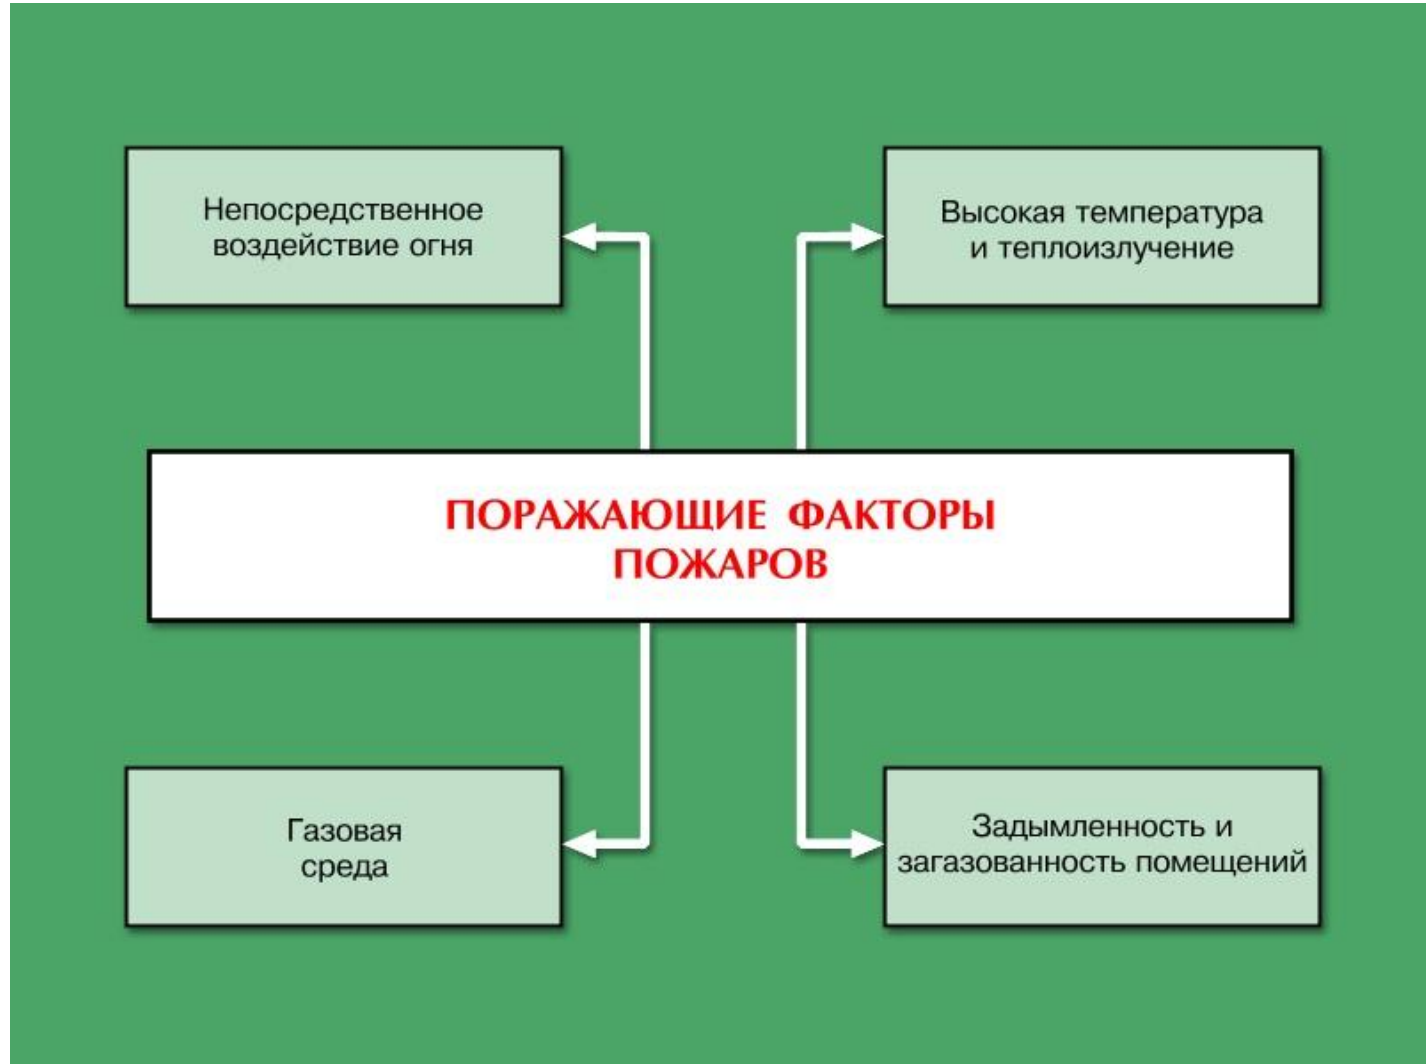 Непосредственное
воздействие огня
Высокая температура
и теплоизлучение
ПОРАЖАЮЩИЕ ФАКТОРЫ
ПОЖАРОВ
Газовая
среда
Задымленность и
загазованность помещений